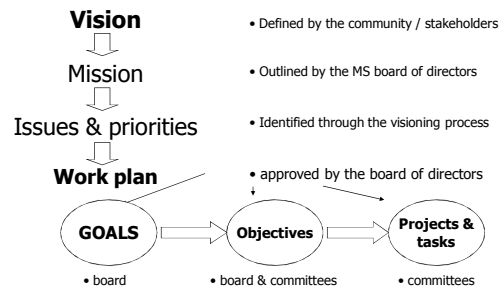 Vision
• Defined by the community / stakeholders
Mission
• Outlined by the MS board of directors
Issues & priorities
• Identified through the visioning process
Work plan
• approved by the board of directors
GOALS
Objectives
Projects &
tasks
• board
• board & committees
• committees